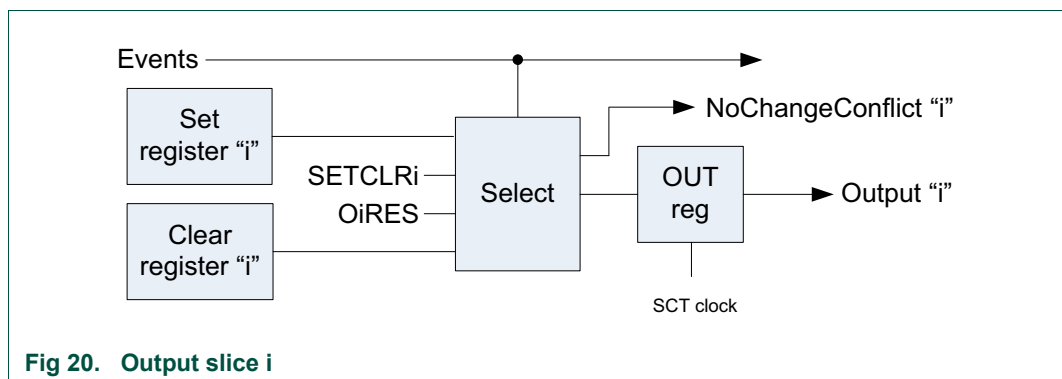 Events
Set
register “i”
SETCLRi
OiRES
Clear
register “i”
Select
NoChangeConflict “i”
OUT
reg
Output “i”
SCT clock
Fig 20. Output slice i